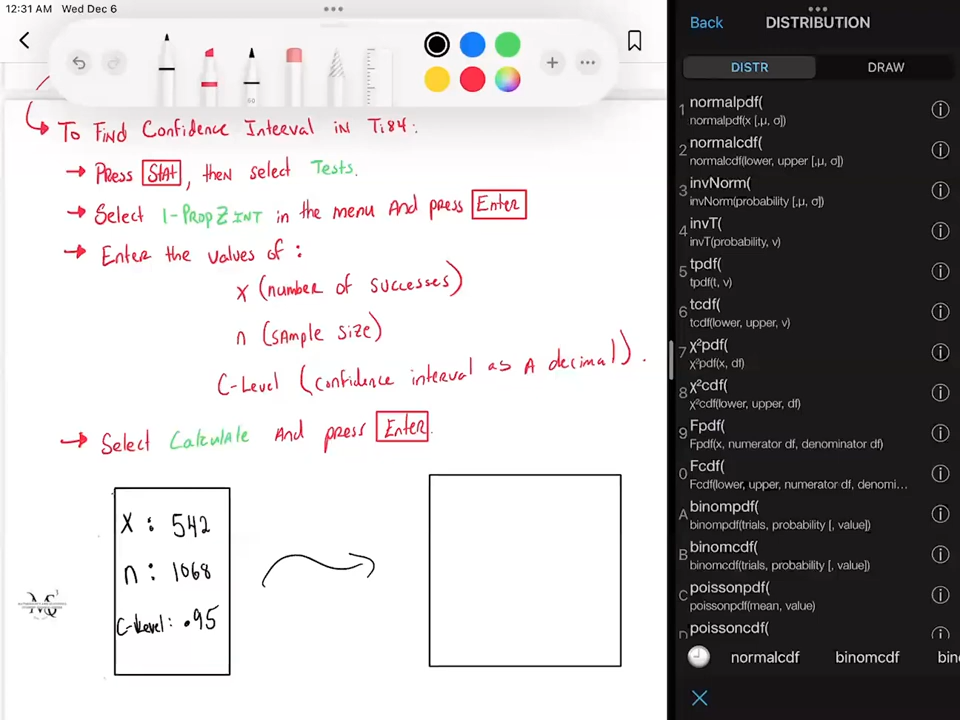 12:31 AM Wed Dec 6
To Find Confidence Interval in Ti84:
→ Press Stat, then select Tests.
→ Select 1-PropZInt in the menu And press Enter
→ Enter the values of:
x (number of successes)
n (sample size)
C-Level (confidence interval as A decimal).
→ Select Calculate And press Enter.
X: 542
n: 1068
C-Level: .95
Back DISTRIBUTION
DISTR DRAW
1 normalpdf(
normalpdf(x [,μ, σ])
2 normalcdf(
normalcdf(lower, upper [,μ, σ])
3 invNorm(
invNorm(probability [,μ, σ])
4 invT(
invT(probability, v)
5 tpdf(
tpdf(t, v)
6 tcdf(
tcdf(lower, upper, v)
7 χ²pdf(
χ²pdf(x, df)
8 χ²cdf(
χ²cdf(lower, upper, df)
9 Fpdf(
Fpdf(x, numerator df, denominator df)
0 Fcdf(
Fcdf(lower, upper, numerator df, denomi...
A binompdf(
binompdf(trials, probability [, value])
B binomcdf(
binomcdf(trials, probability [, value])
C poissonpdf(
poissonpdf(mean, value)
D poissoncdf(
normalcdf binomcdf bin